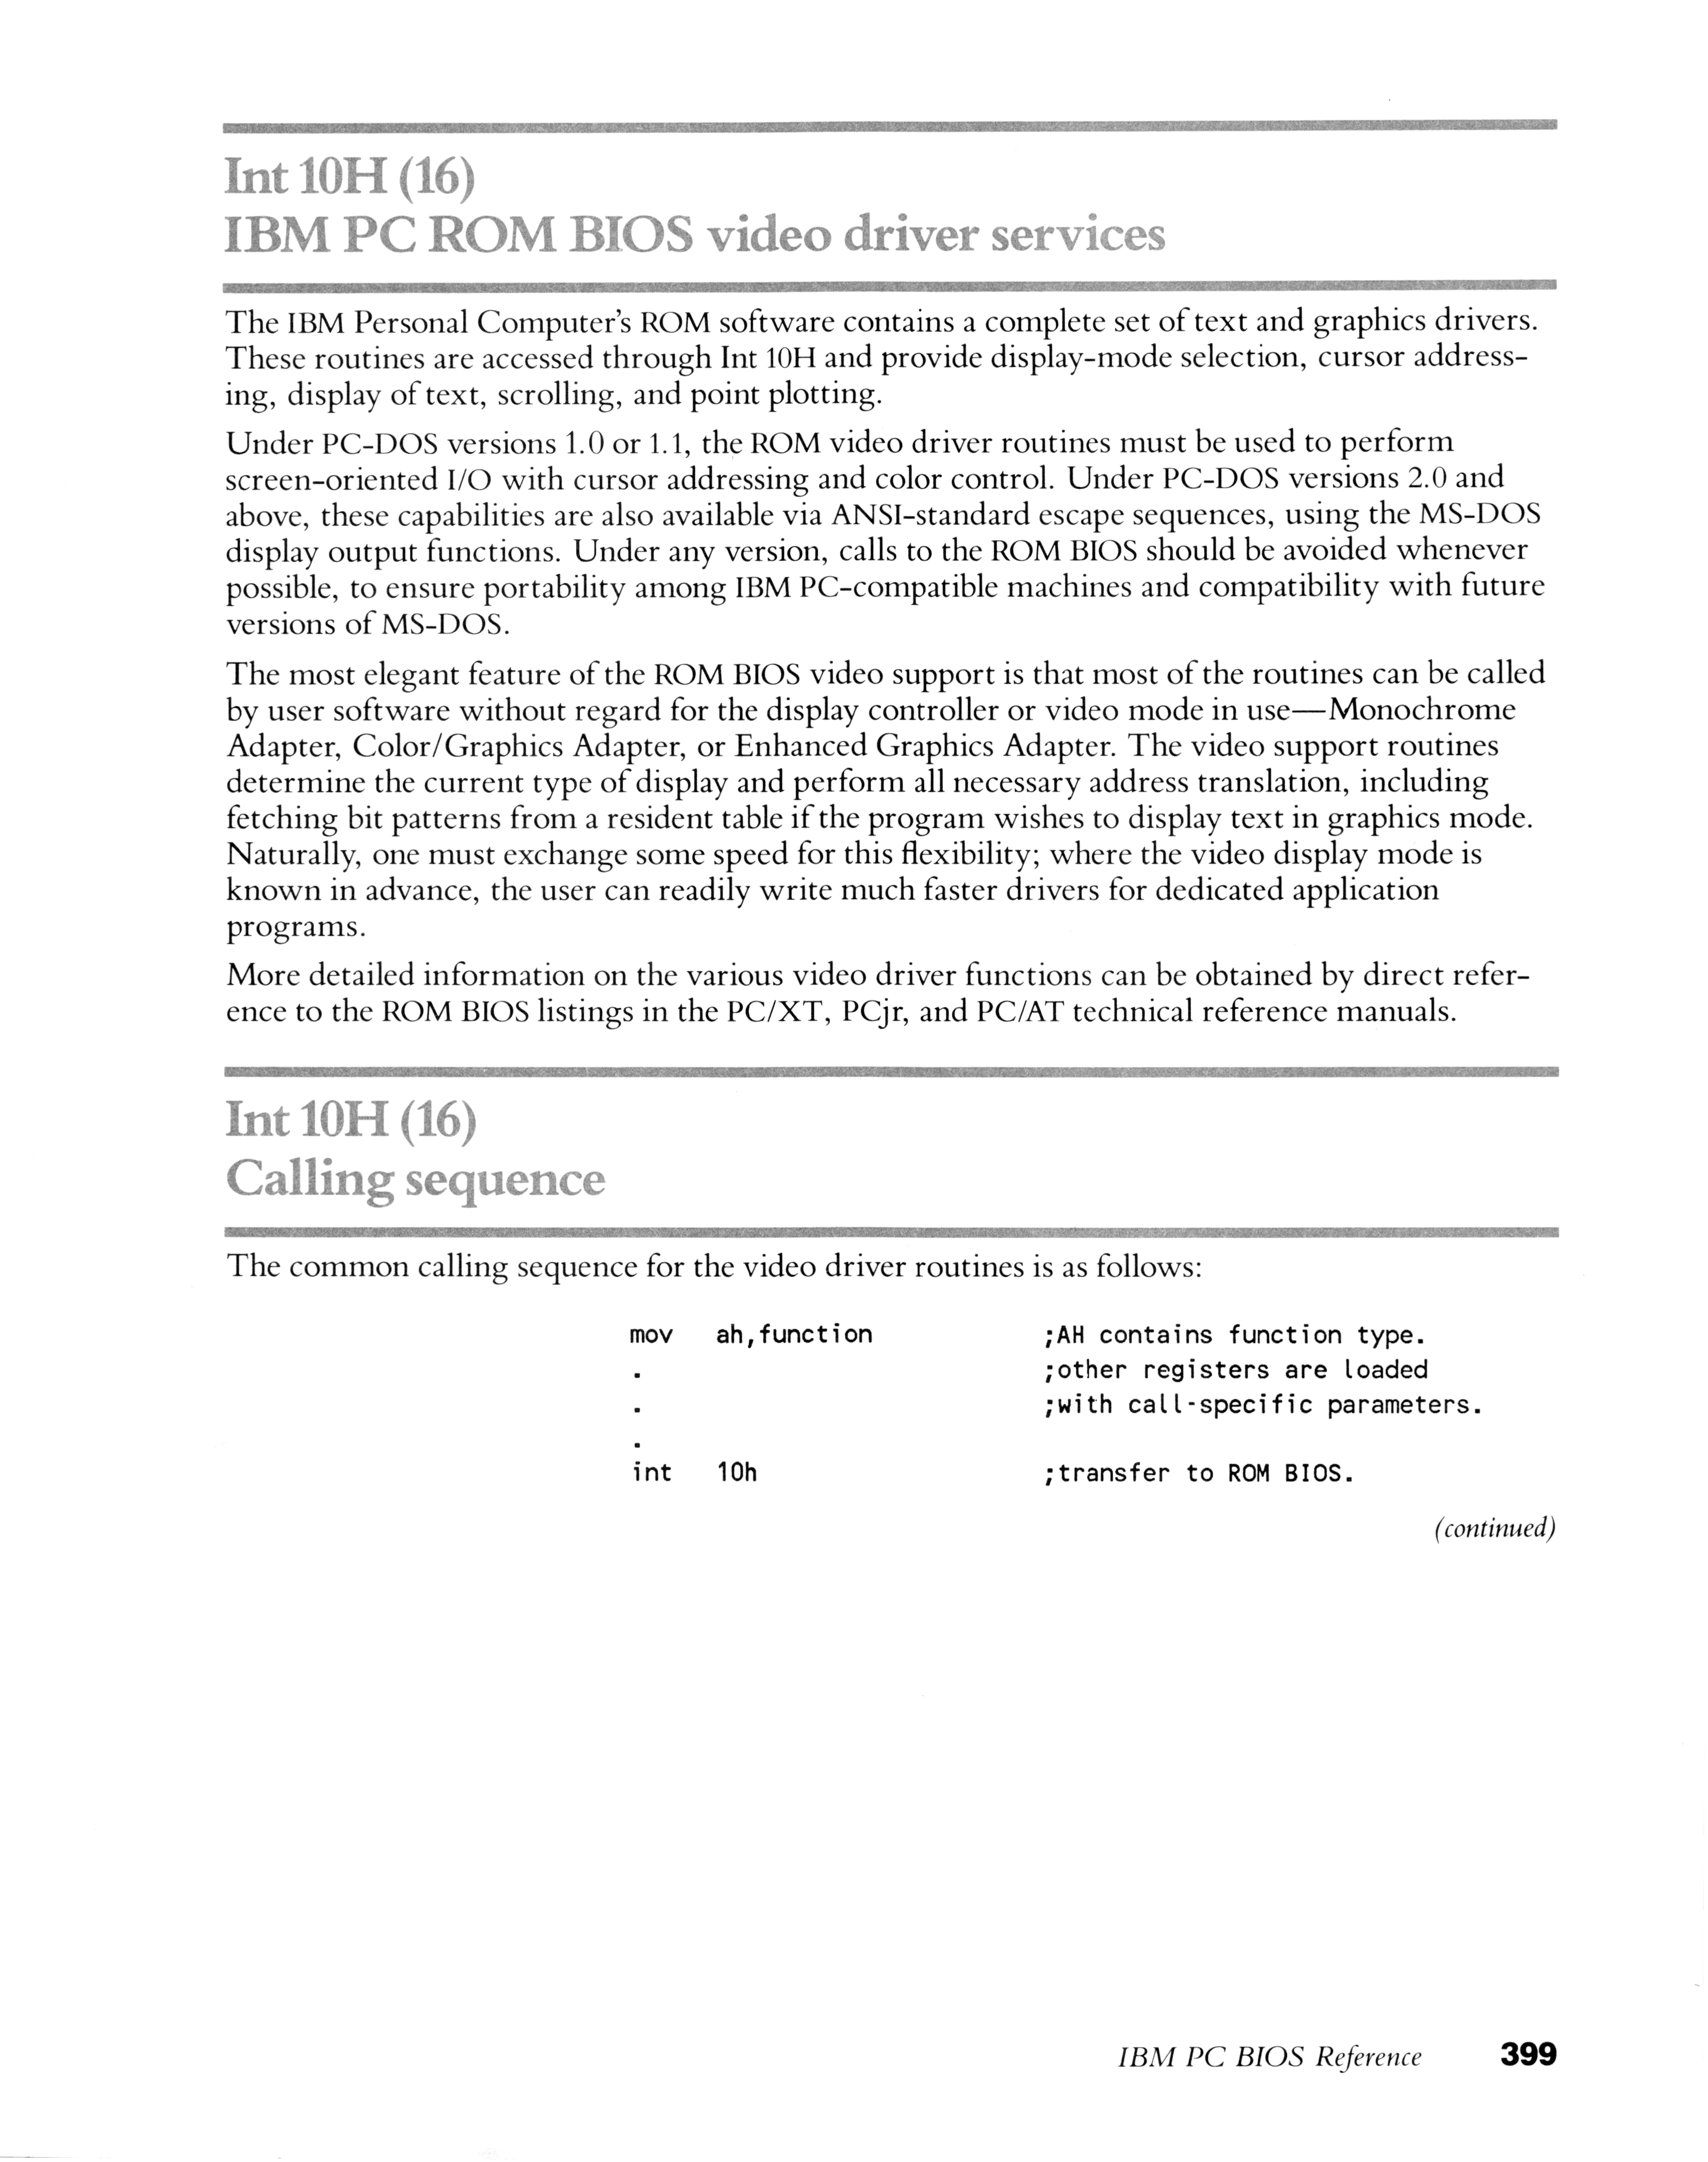 Int 10H (16)
IBM PC ROM BIOS video driver services
The IBM Personal Computer's ROM software contains a complete set of text and graphics drivers.
These routines are accessed through Int 10H and provide display-mode selection, cursor address-
ing, display of text, scrolling, and point plotting.
Under PC-DOS versions 1.0 or 1.1, the ROM video driver routines must be used to perform
screen-oriented I/O with cursor addressing and color control. Under PC-DOS versions 2.0 and
above, these capabilities are also available via ANSI-standard escape sequences, using the MS-DOS
display output functions. Under any version, calls to the ROM BIOS should be avoided whenever
possible, to ensure portability among IBM PC-compatible machines and compatibility with future
versions of MS-DOS.
The most elegant feature of the ROM BIOS video support is that most of the routines can be called
by user software without regard for the display controller or video mode in use—Monochrome
Adapter, Color/Graphics Adapter, or Enhanced Graphics Adapter. The video support routines
determine the current type of display and perform all necessary address translation, including
fetching bit patterns from a resident table if the program wishes to display text in graphics mode.
Naturally, one must exchange some speed for this flexibility; where the video display mode is
known in advance, the user can readily write much faster drivers for dedicated application
programs.
More detailed information on the various video driver functions can be obtained by direct refer-
ence to the ROM BIOS listings in the PC/XT, PCjr, and PC/AT technical reference manuals.
Int 10H (16)
Calling sequence
The common calling sequence for the video driver routines is as follows:
mov ah,function ;AH contains function type.
. ;other registers are loaded
. ;with call-specific parameters.
.
int 10h ;transfer to ROM BIOS.
(continued)
IBM PC BIOS Reference 399